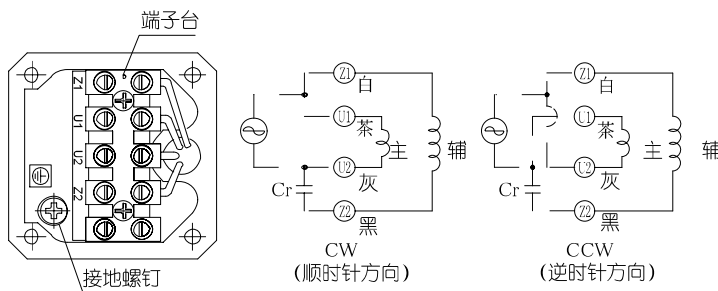 端子台
Z1
U1
U2
Z2
接地螺钉
Z1
白
U1
茶
主
辅
U2
灰
Cr
Z2
黑
CW
(顺时针方向)
Z1
白
U1
茶
主
辅
U2
灰
Cr
Z2
黑
CCW
(逆时针方向)